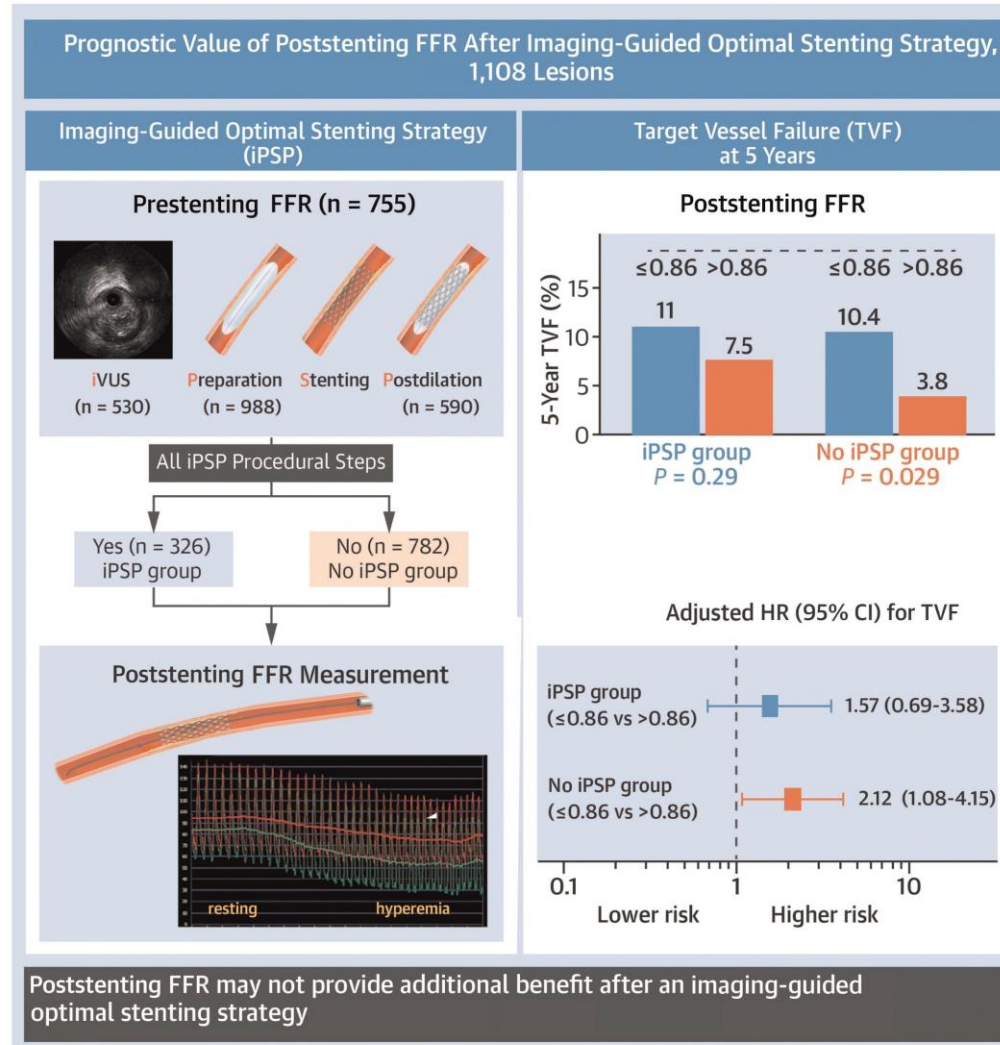 Prognostic Value of Poststenting FFR After Imaging-Guided Optimal Stenting Strategy,
1,108 Lesions
Imaging-Guided Optimal Stenting Strategy
(iPSP)
Prestenting FFR (n = 755)
iVUS
(n = 530)
Preparation
(n = 988)
Stenting
Postdilation
(n = 590)
All iPSP Procedural Steps
Yes (n = 326)
iPSP group
No (n = 782)
No iPSP group
Poststenting FFR Measurement
resting
hyperemia
Target Vessel Failure (TVF)
at 5 Years
Poststenting FFR
≤0.86 >0.86
≤0.86 >0.86
5-Year TVF (%)
15
10
5
0
11
7.5
10.4
3.8
iPSP group
P = 0.29
No iPSP group
P = 0.029
Adjusted HR (95% CI) for TVF
iPSP group
(≤0.86 vs >0.86)
1.57 (0.69-3.58)
No iPSP group
(≤0.86 vs >0.86)
2.12 (1.08-4.15)
0.1
1
10
Lower risk
Higher risk
Poststenting FFR may not provide additional benefit after an imaging-guided
optimal stenting strategy